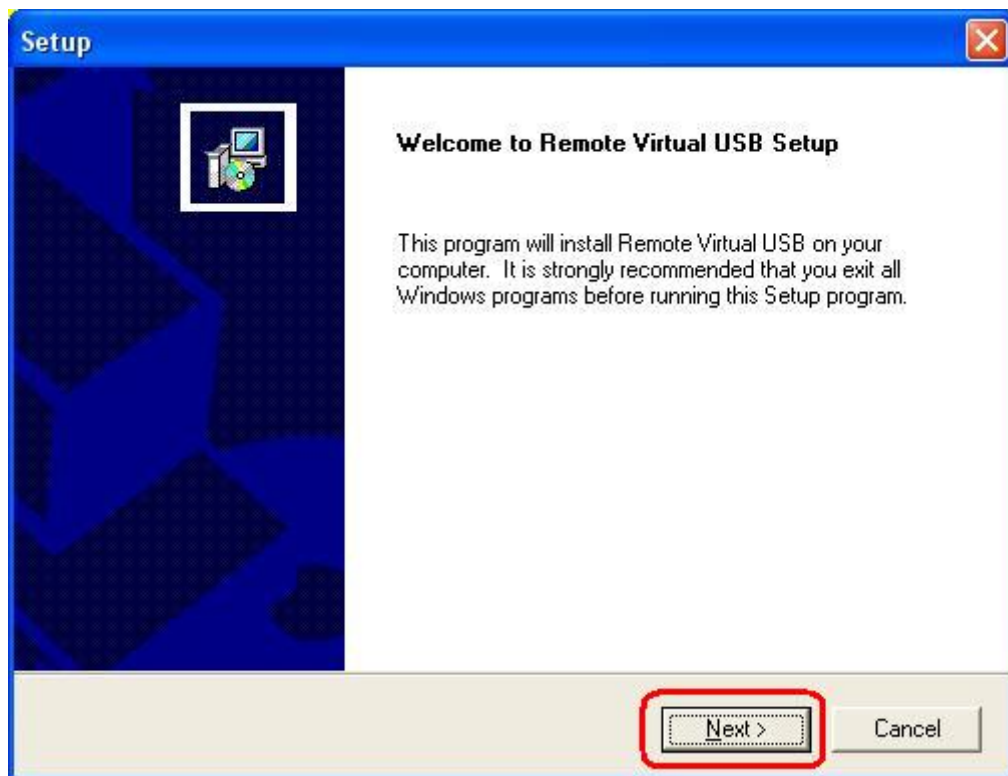 Setup
Welcome to Remote Virtual USB Setup
This program will install Remote Virtual USB on your
computer.  It is strongly recommended that you exit all
Windows programs before running this Setup program.
Next >
Cancel